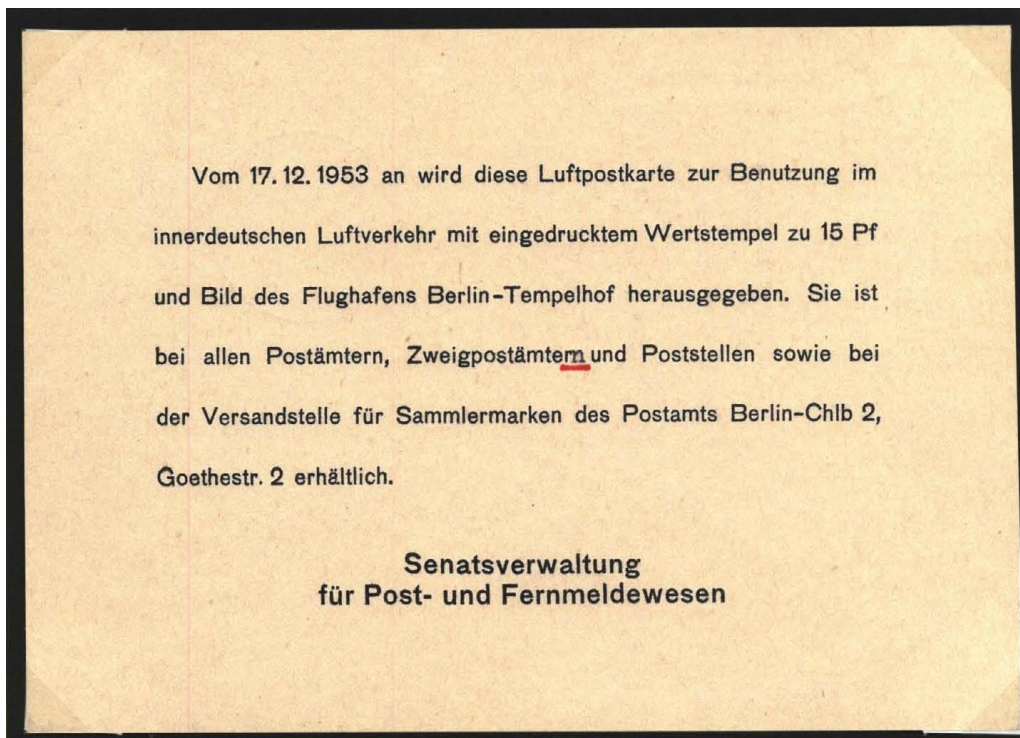 Vom 17.12.1953 an wird diese Luftpostkarte zur Benutzung im
innerdeutschen Luftverkehr mit eingedrucktem Wertstempel zu 15 Pf
und Bild des Flughafens Berlin-Tempelhof herausgegeben. Sie ist
bei allen Postämtern, Zweigpostämtern und Poststellen sowie bei
der Versandstelle für Sammlermarken des Postamts Berlin-Chlb 2,
Goethestr. 2 erhältlich.
Senatsverwaltung
für Post- und Fernmeldewesen